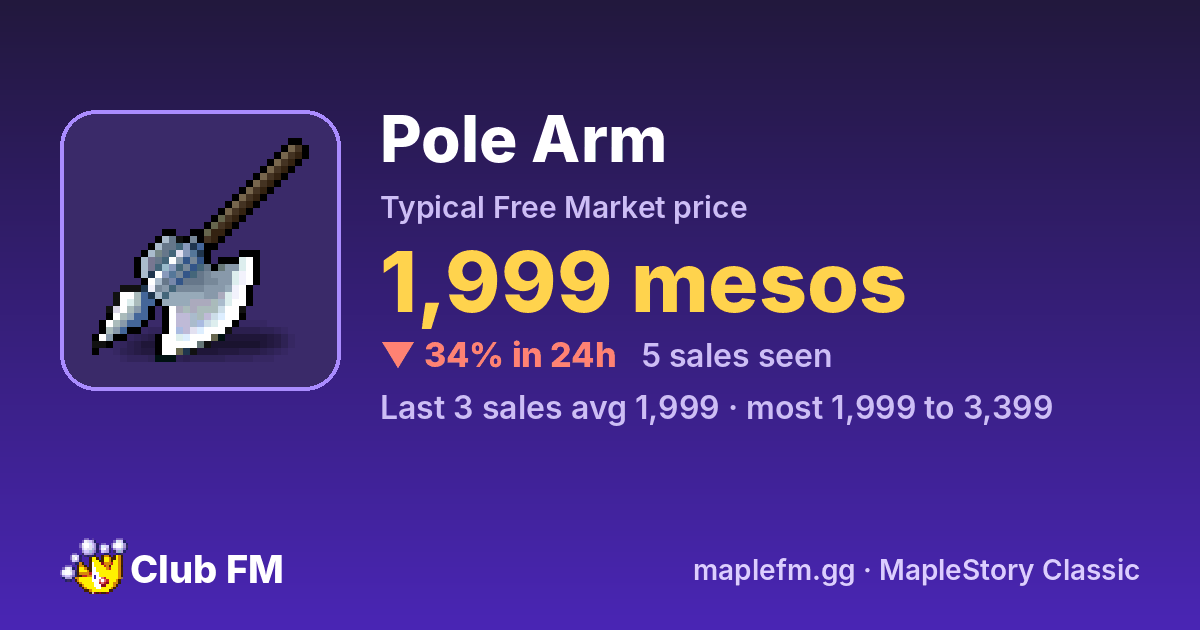 Pole Arm
Typical Free Market price
1,999 mesos
▼ 34% in 24h 5 sales seen
Last 3 sales avg 1,999 · most 1,999 to 3,399
Club FM
maplefm.gg · MapleStory Classic